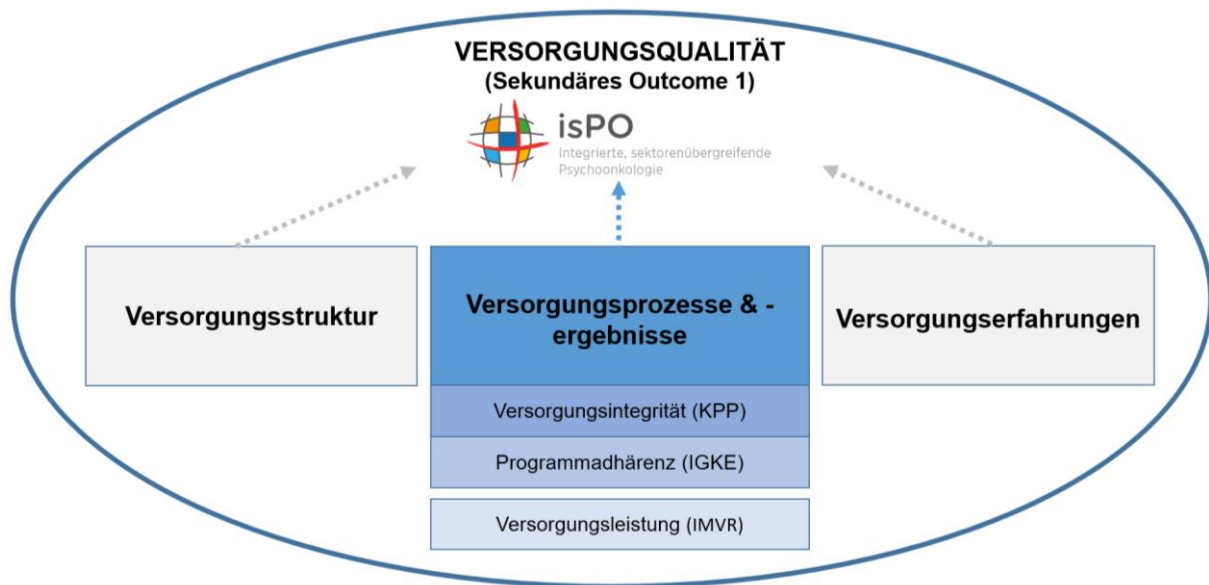 VERSORGUNGSQUALITÄT
(Sekundäres Outcome 1)
isPO
Integrierte, sektorenübergreifende
Psychoonkologie
Versorgungsstruktur
Versorgungsprozesse & -
ergebnisse
Versorgungserfahrungen
Versorgungsintegrität (KPP)
Programmadhärenz (IGKE)
Versorgungsleistung (IMVR)